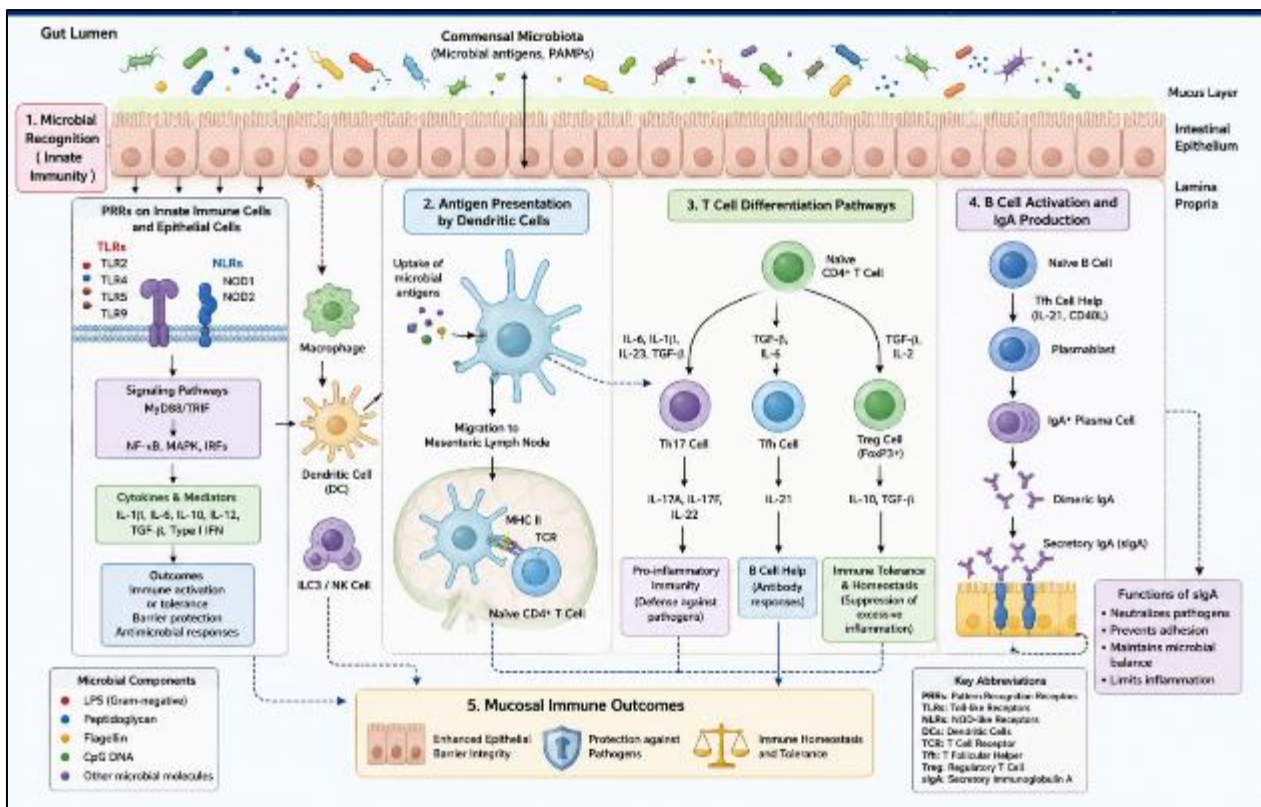 Gut Lumen
Commensal Microbiota
(Microbial antigens, PAMPs)
Mucus Layer
Intestinal
Epithelium
Lamina
Propria
1. Microbial
Recognition
( Innate
Immunity )
PRRs on Innate Immune Cells
and Epithelial Cells
TLRs
TLR2
TLR4
TLR5
TLR9
NLRs
NOD1
NOD2
Signaling Pathways
MyD88/TRIF
NF-κB, MAPK, IRFs
Cytokines & Mediators
IL-1β, IL-6, IL-10, IL-12,
TGF-β, Type I IFN
Outcomes
Immune activation
or tolerance
Barrier protection
Antimicrobial responses
Macrophage
Dendritic Cell
(DC)
ILC3 / NK Cell
2. Antigen Presentation
by Dendritic Cells
Uptake of
microbial
antigens
Migration to
Mesenteric Lymph Node
MHC II
TCR
Naïve CD4⁺ T Cell
3. T Cell Differentiation Pathways
Naïve
CD4⁺ T Cell
IL-6, IL-1β,
IL-23, TGF-β
TGF-β,
IL-6
TGF-β,
IL-2
Th17 Cell
Tfh Cell
Treg Cell
(FoxP3+)
IL-17A, IL-17F,
IL-22
IL-21
IL-10, TGF-β
Pro-inflammatory
Immunity
(Defense against
pathogens)
B Cell Help
(Antibody
responses)
Immune Tolerance
& Homeostasis
(Suppression of
excessive
inflammation)
4. B Cell Activation and
IgA Production
Naïve B Cell
Tfh Cell Help
(IL-21, CD40L)
Plasmablast
IgA⁺ Plasma Cell
Dimeric IgA
Secretory IgA (sIgA)
Functions of sIgA
• Neutralizes pathogens
• Prevents adhesion
• Maintains microbial
balance
• Limits inflammation
Microbial Components
LPS (Gram-negative)
Peptidoglycan
Flagellin
CpG DNA
Other microbial molecules
5. Mucosal Immune Outcomes
Enhanced Epithelial
Barrier Integrity
Protection against
Pathogens
Immune Homeostasis
and Tolerance
Key Abbreviations
PRRs: Pattern Recognition Receptors
TLRs: Toll-like Receptors
NLRs: NOD-like Receptors
DCs: Dendritic Cells
TCR: T Cell Receptor
Tfh: T Follicular Helper
Treg: Regulatory T Cell
sIgA: Secretory Immunoglobulin A